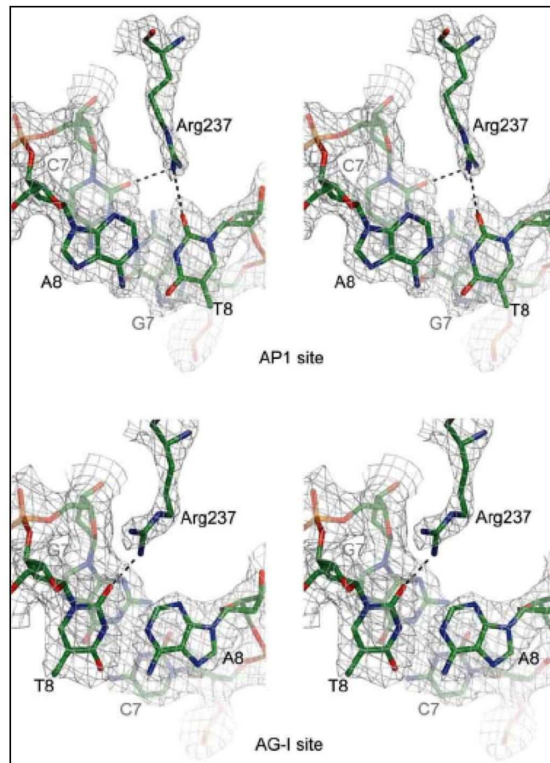 Arg237 Arg237
C7 C7
A8 A8
T8 T8
G7 G7
AP1 site
Arg237 Arg237
G7 G7
A8 A8
T8 T8
C7 C7
AG-I site